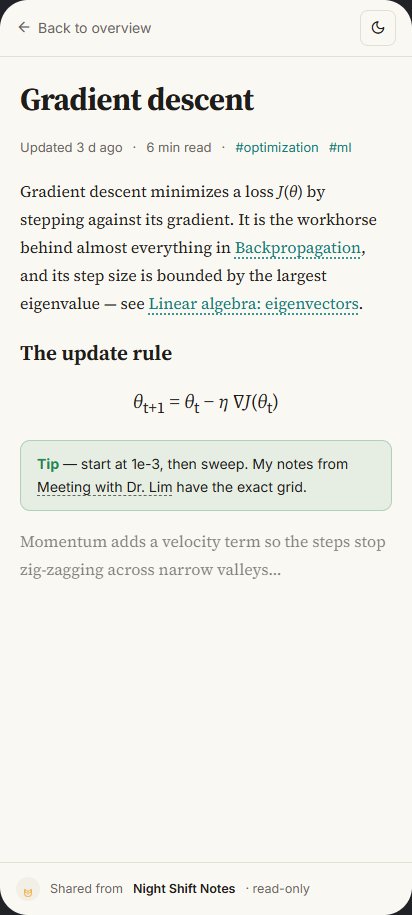 Back to overview
Gradient descent
Updated 3 d ago · 6 min read · #optimization #ml
Gradient descent minimizes a loss J(θ) by
stepping against its gradient. It is the workhorse
behind almost everything in Backpropagation,
and its step size is bounded by the largest
eigenvalue — see Linear algebra: eigenvectors.
The update rule
θt+1 = θt − η ∇J(θt)
Tip — start at 1e-3, then sweep. My notes from
Meeting with Dr. Lim have the exact grid.
Momentum adds a velocity term so the steps stop
zig-zagging across narrow valleys...
Shared from Night Shift Notes · read-only